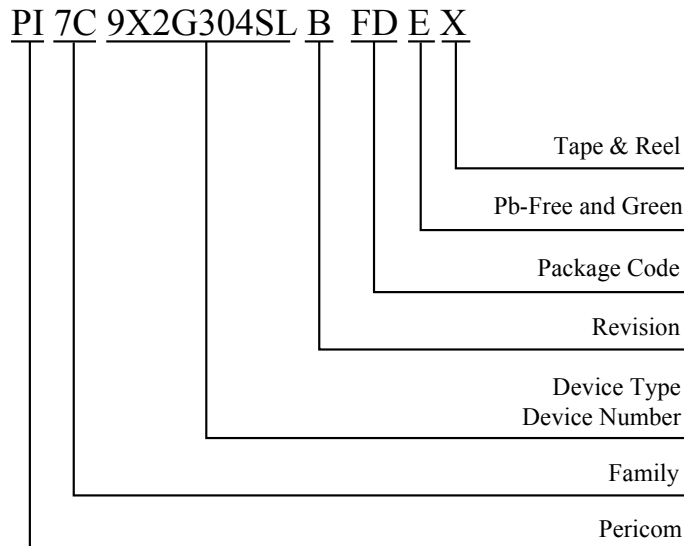 PI 7C 9X2G304SL B FD E X
Tape & Reel
Pb-Free and Green
Package Code
Revision
Device Type
Device Number
Family
Pericom